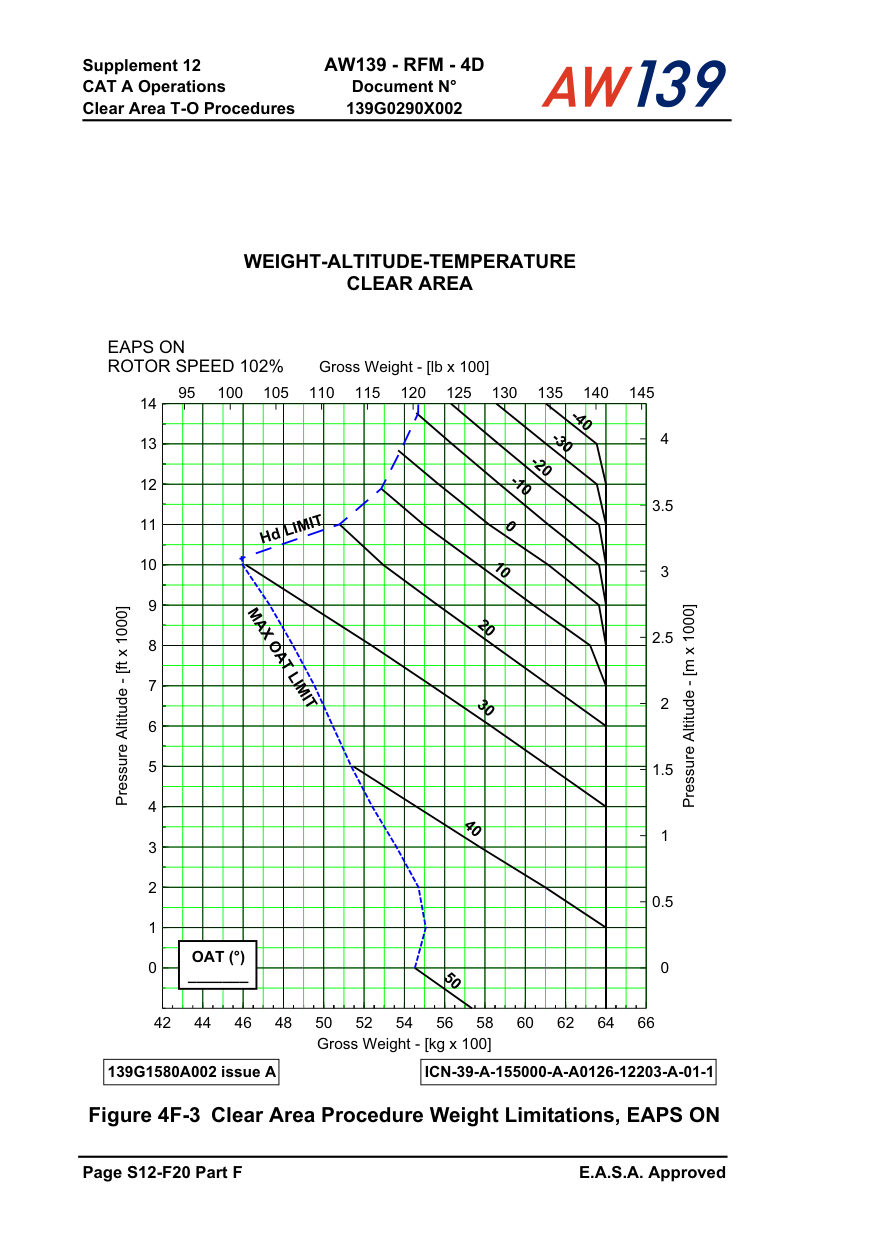 Supplement 12
CAT A Operations
Clear Area T-O Procedures
AW139 - RFM - 4D
Document N°
139G0290X002
AW139
WEIGHT-ALTITUDE-TEMPERATURE
CLEAR AREA
EAPS ON
ROTOR SPEED 102%
Gross Weight - [lb x 100]
95 100 105 110 115 120 125 130 135 140 145
14
13
12
11
10
9
8
7
6
5
4
3
2
1
0
Pressure Altitude - [ft x 1000]
Hd LIMIT
MAX OAT LIMIT
-40
-30
-20
-10
0
10
20
30
40
50
4
3.5
3
2.5
2
1.5
1
0.5
0
Pressure Altitude - [m x 1000]
OAT (°)
42 44 46 48 50 52 54 56 58 60 62 64 66
Gross Weight - [kg x 100]
139G1580A002 issue A
ICN-39-A-155000-A-A0126-12203-A-01-1
Figure 4F-3 Clear Area Procedure Weight Limitations, EAPS ON
Page S12-F20 Part F
E.A.S.A. Approved